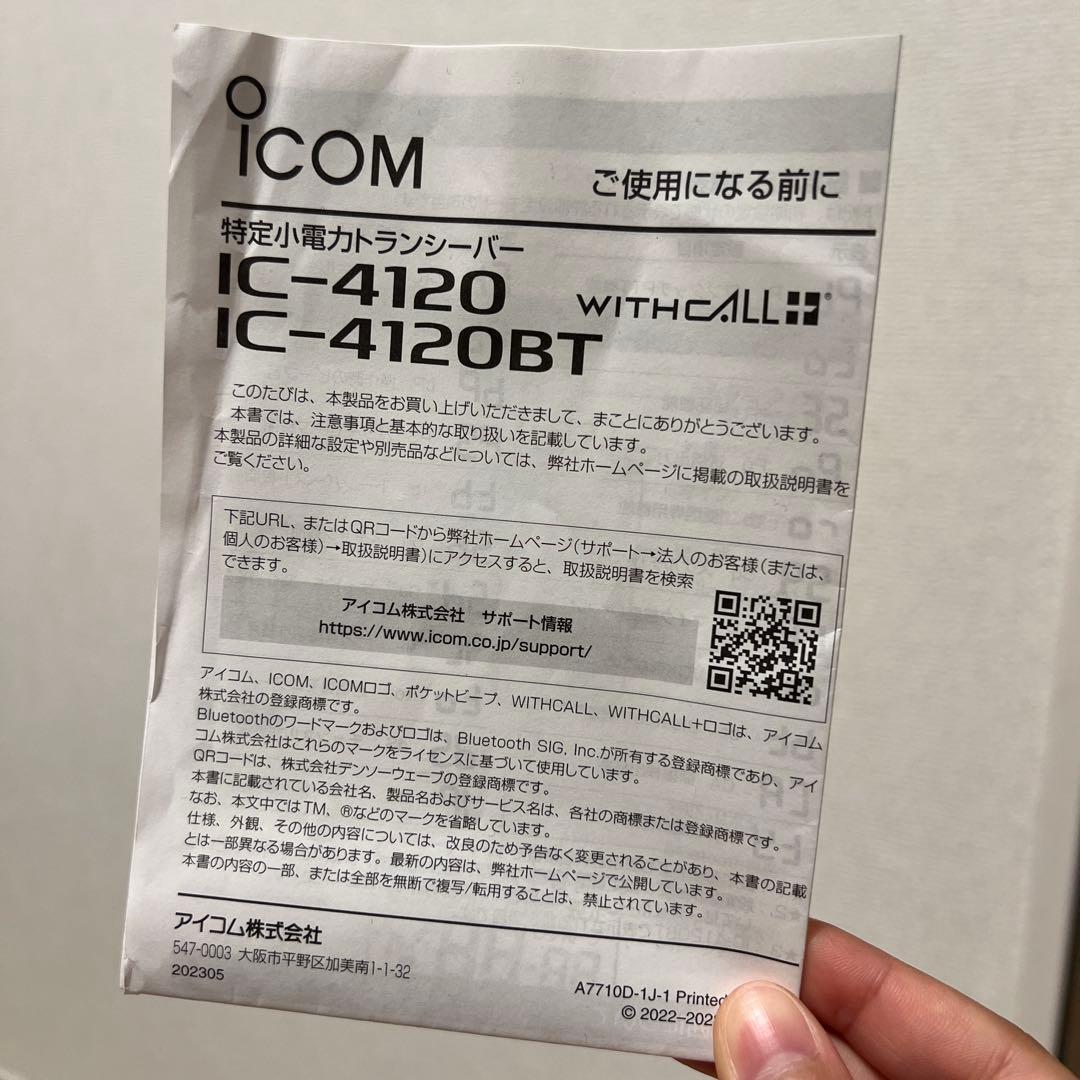 ICOM
ご使用になる前に
特定小電力トランシーバー
IC-4120
IC-4120BT
WITHCALL+®
このたびは、本製品をお買い上げいただきまして、まことにありがとうございます。
本書では、注意事項と基本的な取り扱いを記載しています。
本製品の詳細な設定や別売品などについては、弊社ホームページに掲載の取扱説明書を
ご覧ください。
下記URL、またはQRコードから弊社ホームページ(サポート→法人のお客様(または、
個人のお客様)→取扱説明書)にアクセスすると、取扱説明書を検索
できます。
アイコム株式会社 サポート情報
https://www.icom.co.jp/support/
アイコム、ICOM、ICOMロゴ、ポケットビープ、WITHCALL、WITHCALL+ロゴは、アイコム
株式会社の登録商標です。
Bluetoothのワードマークおよびロゴは、Bluetooth SIG, Inc.が所有する登録商標であり、アイ
コム株式会社はこれらのマークをライセンスに基づいて使用しています。
QRコードは、株式会社デンソーウェーブの登録商標です。
本書に記載されている会社名、製品名およびサービス名は、各社の商標または登録商標です。
なお、本文中ではTM、®などのマークを省略しています。
仕様、外観、その他の内容については、改良のため予告なく変更されることがあり、本書の記載
とは一部異なる場合があります。最新の内容は、弊社ホームページで公開しています。
本書の内容の一部、または全部を無断で複写/転用することは、禁止されています。
アイコム株式会社
547-0003 大阪市平野区加美南1-1-32
202305
A7710D-1J-1 Printed
© 2022–202